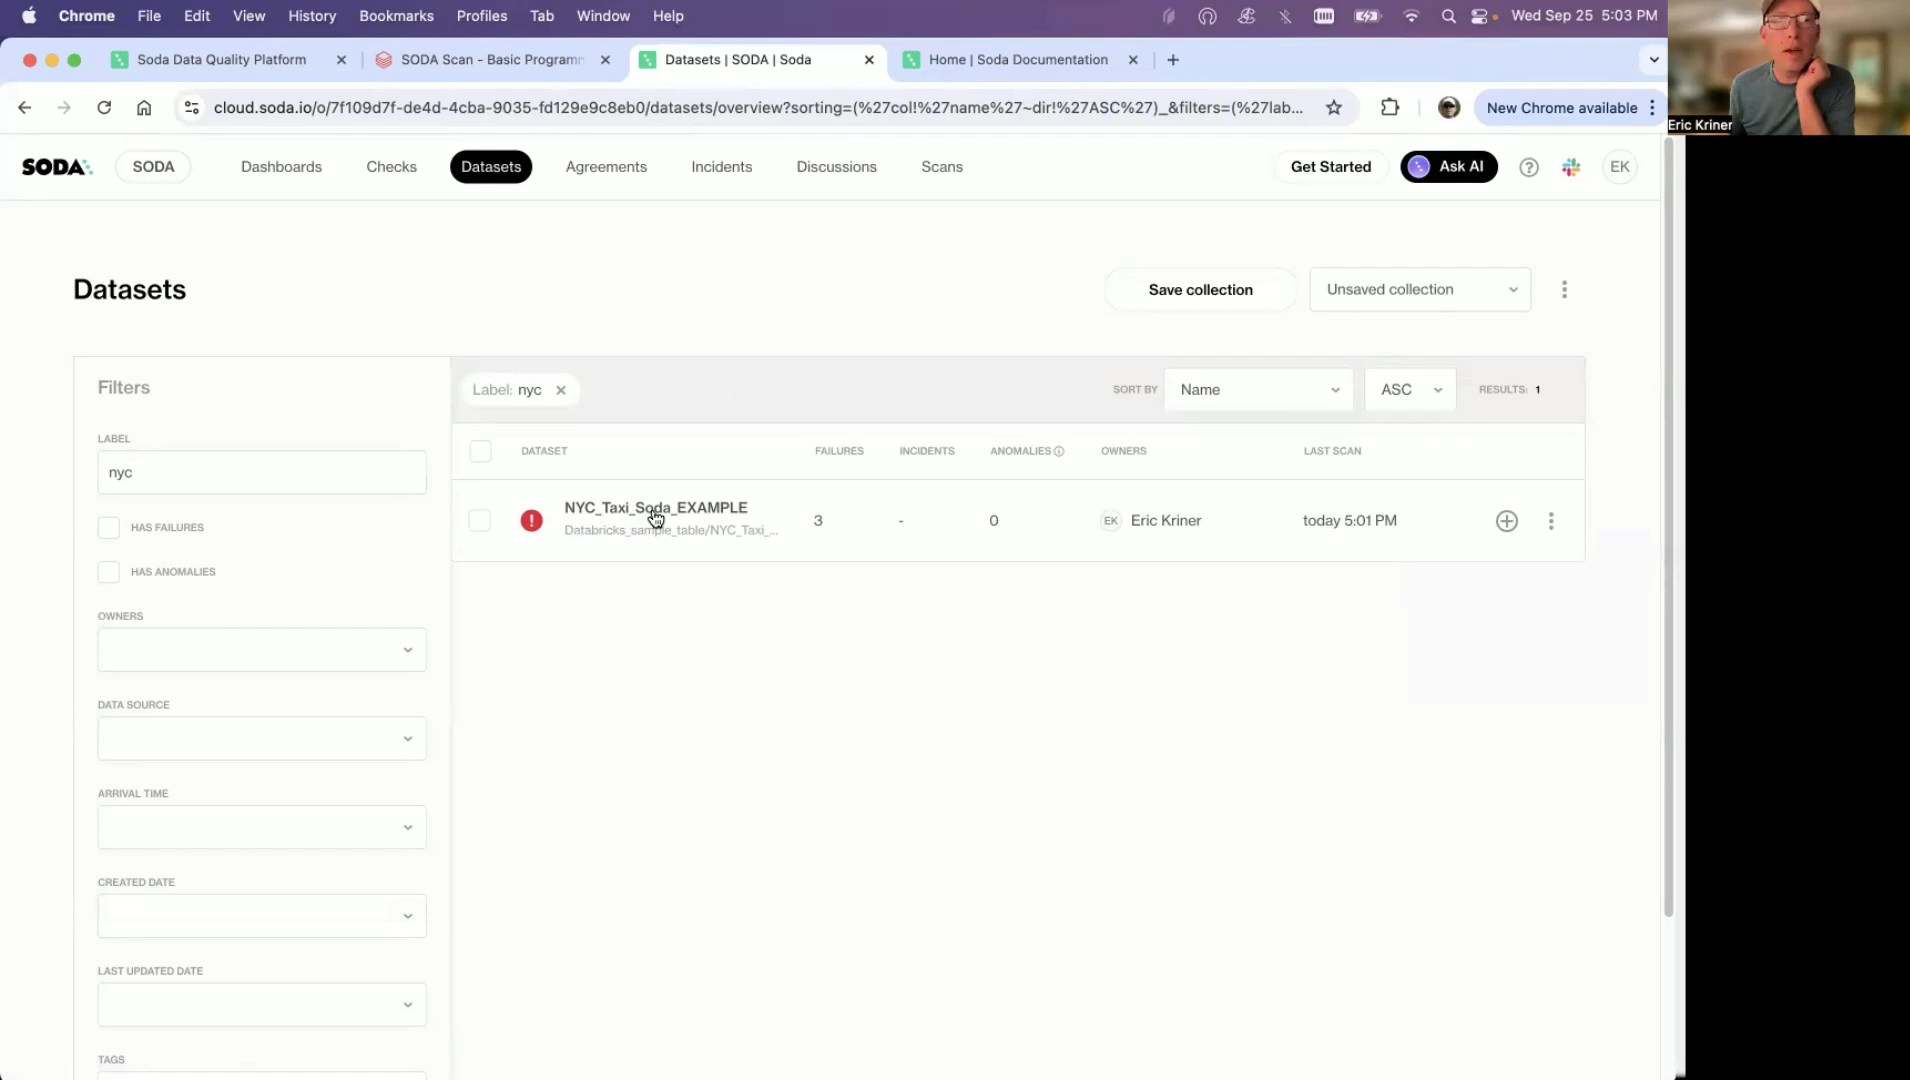 Chrome File Edit View History Bookmarks Profiles Tab Window Help Wed Sep 25 5:03 PM
Soda Data Quality Platform SODA Scan - Basic Programm Datasets | SODA | Soda Home | Soda Documentation
cloud.soda.io/o/7f109d7f-de4d-4cba-9035-fd129e9c8eb0/datasets/overview?sorting=(%27col!%27name%27~dir!%27ASC%27)_&filters=(%27lab... New Chrome available
Eric Kriner
SODA SODA Dashboards Checks Datasets Agreements Incidents Discussions Scans Get Started Ask AI EK
Datasets Save collection Unsaved collection
Filters
LABEL
nyc
HAS FAILURES
HAS ANOMALIES
OWNERS
DATA SOURCE
ARRIVAL TIME
CREATED DATE
LAST UPDATED DATE
TAGS
Label: nyc SORT BY Name ASC RESULTS: 1
DATASET FAILURES INCIDENTS ANOMALIES OWNERS LAST SCAN
NYC_Taxi_Soda_EXAMPLE
Databricks_sample_table/NYC_Taxi_...
3 - 0 EK Eric Kriner today 5:01 PM